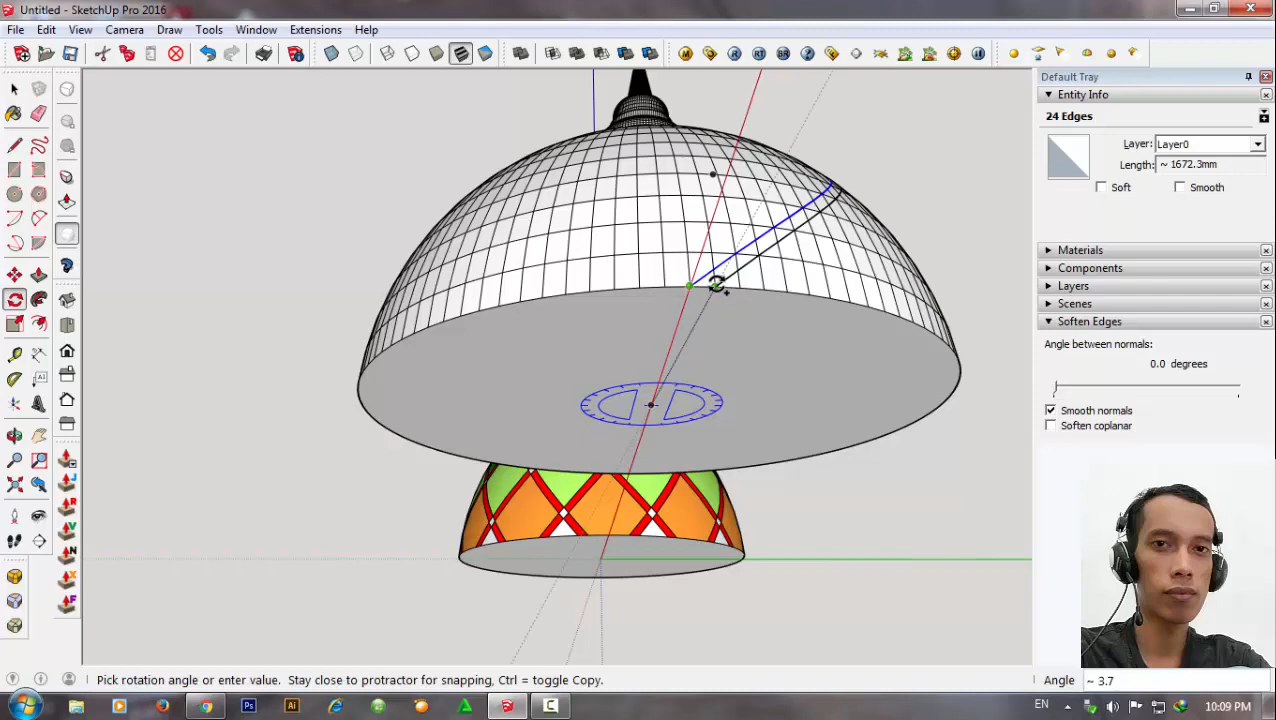 Untitled - SketchUp Pro 2016
File Edit View Camera Draw Tools Window Extensions Help
Default Tray
Entity Info
24 Edges
Layer: Layer0
Length: ~ 1672.3mm
Soft Smooth
Materials
Components
Layers
Scenes
Soften Edges
Angle between normals:
0.0 degrees
Smooth normals
Soften coplanar
Pick rotation angle or enter value. Stay close to protractor for snapping, Ctrl = toggle Copy.
Angle ~ 3.7
EN 10:09 PM